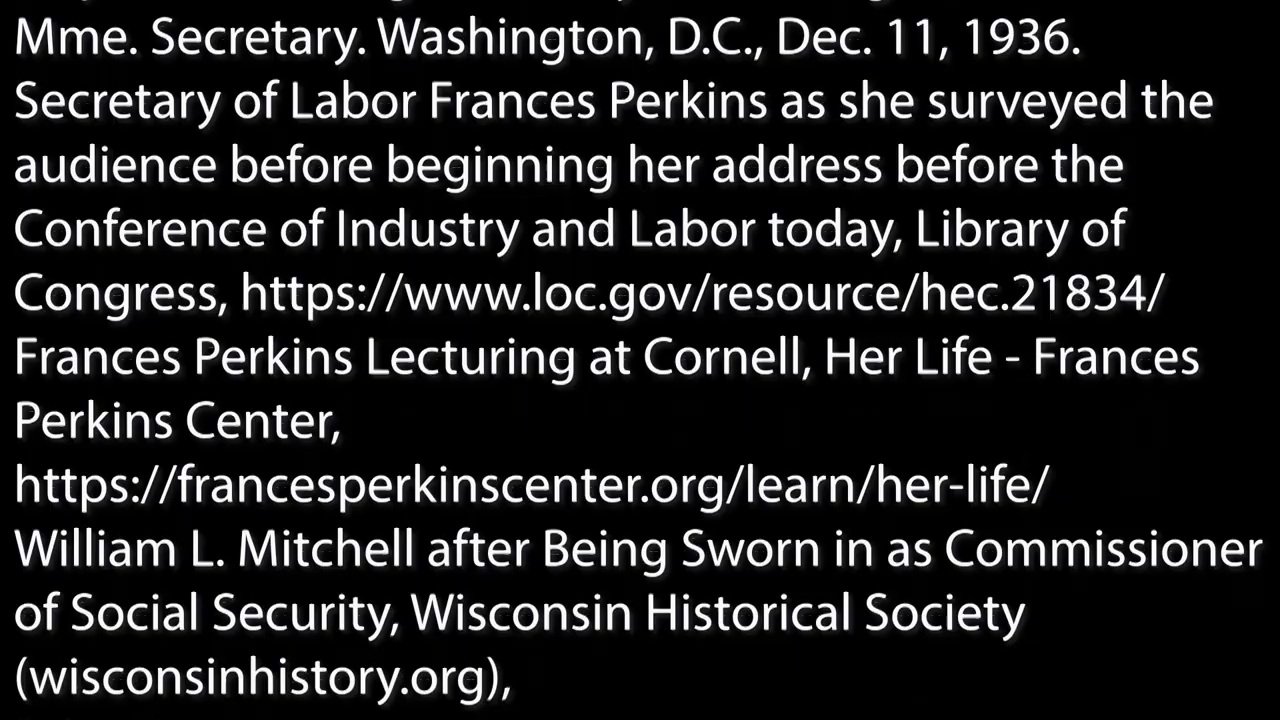 Mme. Secretary. Washington, D.C., Dec. 11, 1936.
Secretary of Labor Frances Perkins as she surveyed the
audience before beginning her address before the
Conference of Industry and Labor today, Library of
Congress, https://www.loc.gov/resource/hec.21834/
Frances Perkins Lecturing at Cornell, Her Life - Frances
Perkins Center,
https://francesperkinscenter.org/learn/her-life/
William L. Mitchell after Being Sworn in as Commissioner
of Social Security, Wisconsin Historical Society
(wisconsinhistory.org),